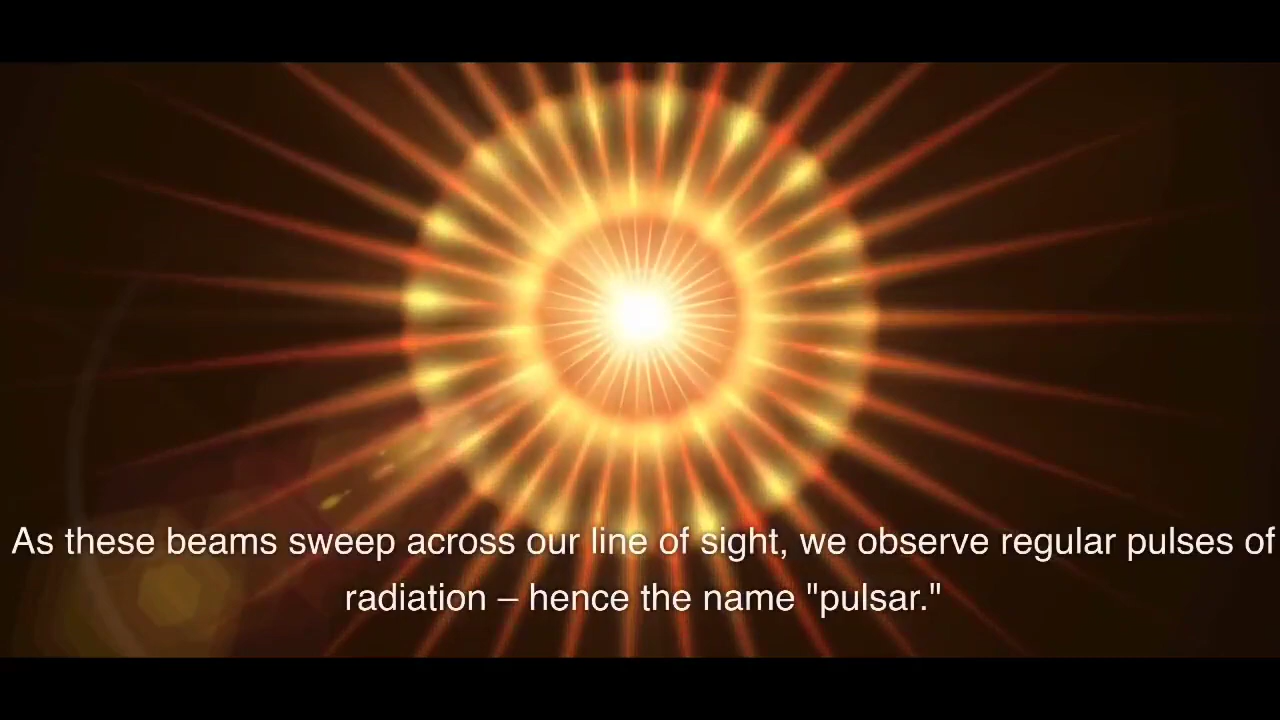 As these beams sweep across our line of sight, we observe regular pulses of
radiation – hence the name "pulsar."